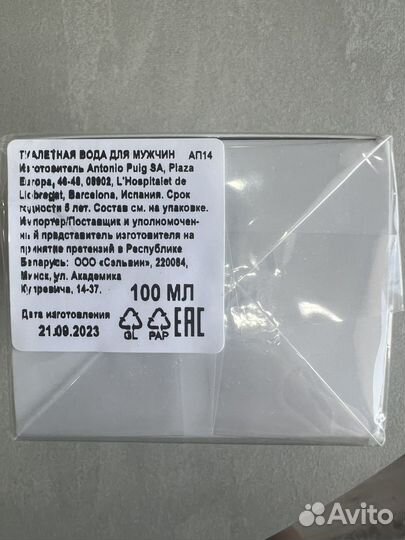 ТУАЛЕТНАЯ ВОДА ДЛЯ МУЖЧИН АП14
Изготовитель Antonio Puig SA, Plaza
Europa, 46-48, 08902, L'Hospitalet de
Llobregat, Barcelona, Испания. Срок
годности 5 лет. Состав см. на упаковке.
Импортер/Поставщик и уполномочен-
ный представитель изготовителя на
принятие претензий в Республике
Беларусь: ООО «Сельвин», 220084,
Минск, ул. Академика
Купревича, 14-37.
100 МЛ
Дата изготовления
21.09.2023
GL PAP EAC
Avito